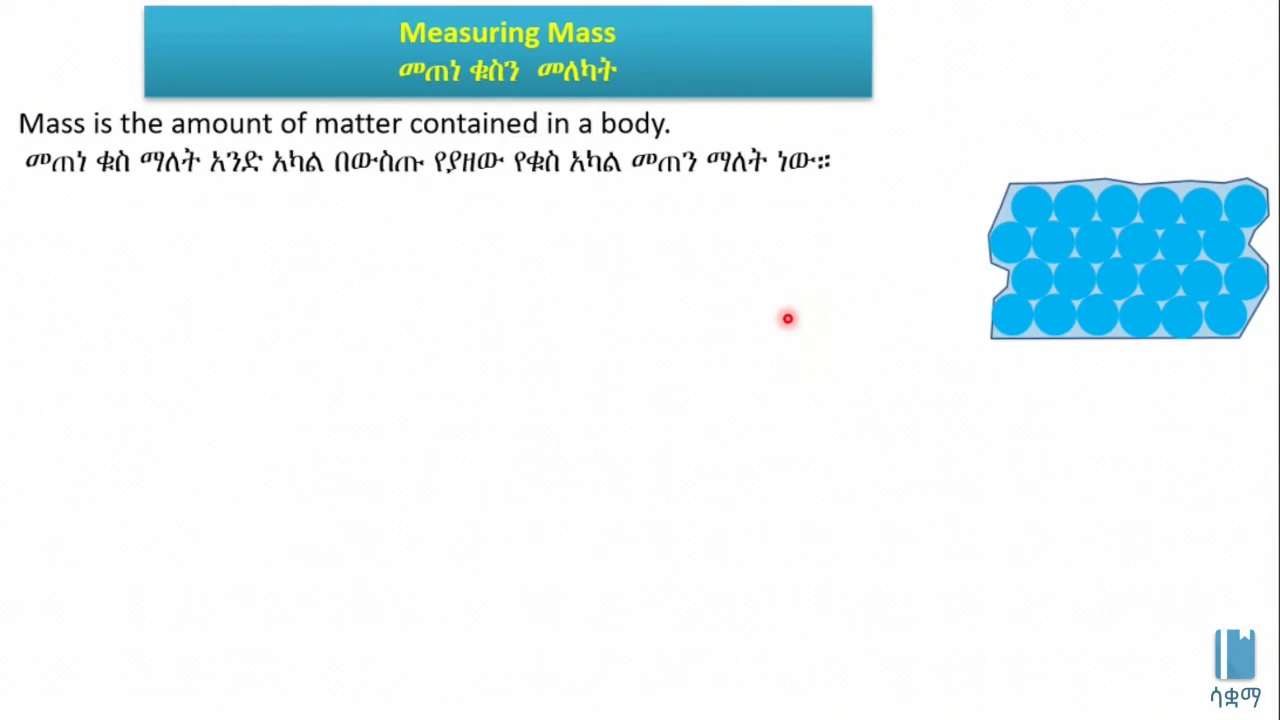 Measuring Mass
መጠነ ቁስን መለካት
Mass is the amount of matter contained in a body.
መጠነ ቁስ ማለት አንድ አካል በውስጡ የያዘው የቁስ አካል መጠን ማለት ነው።
ሳቋማ